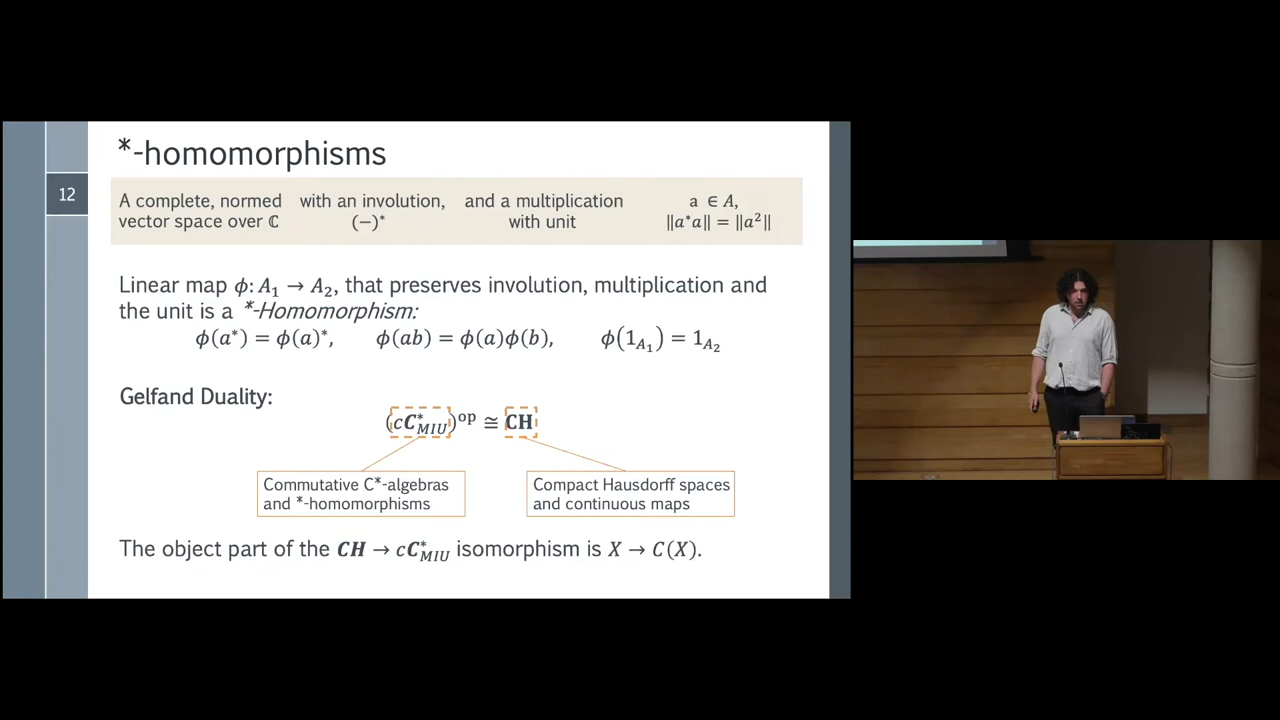 *-homomorphisms
12
A complete, normed vector space over ℂ
with an involution, (−)*
and a multiplication with unit
a ∈ A, ‖a*a‖ = ‖a²‖
Linear map ϕ: A₁ → A₂, that preserves involution, multiplication and
the unit is a *-Homomorphism:
ϕ(a*) = ϕ(a)*, ϕ(ab) = ϕ(a)ϕ(b), ϕ(1_{A₁}) = 1_{A₂}
Gelfand Duality:
(cC*_{MIU})^{op} ≅ CH
Commutative C*-algebras
and *-homomorphisms
Compact Hausdorff spaces
and continuous maps
The object part of the CH → cC*_{MIU} isomorphism is X → C(X).